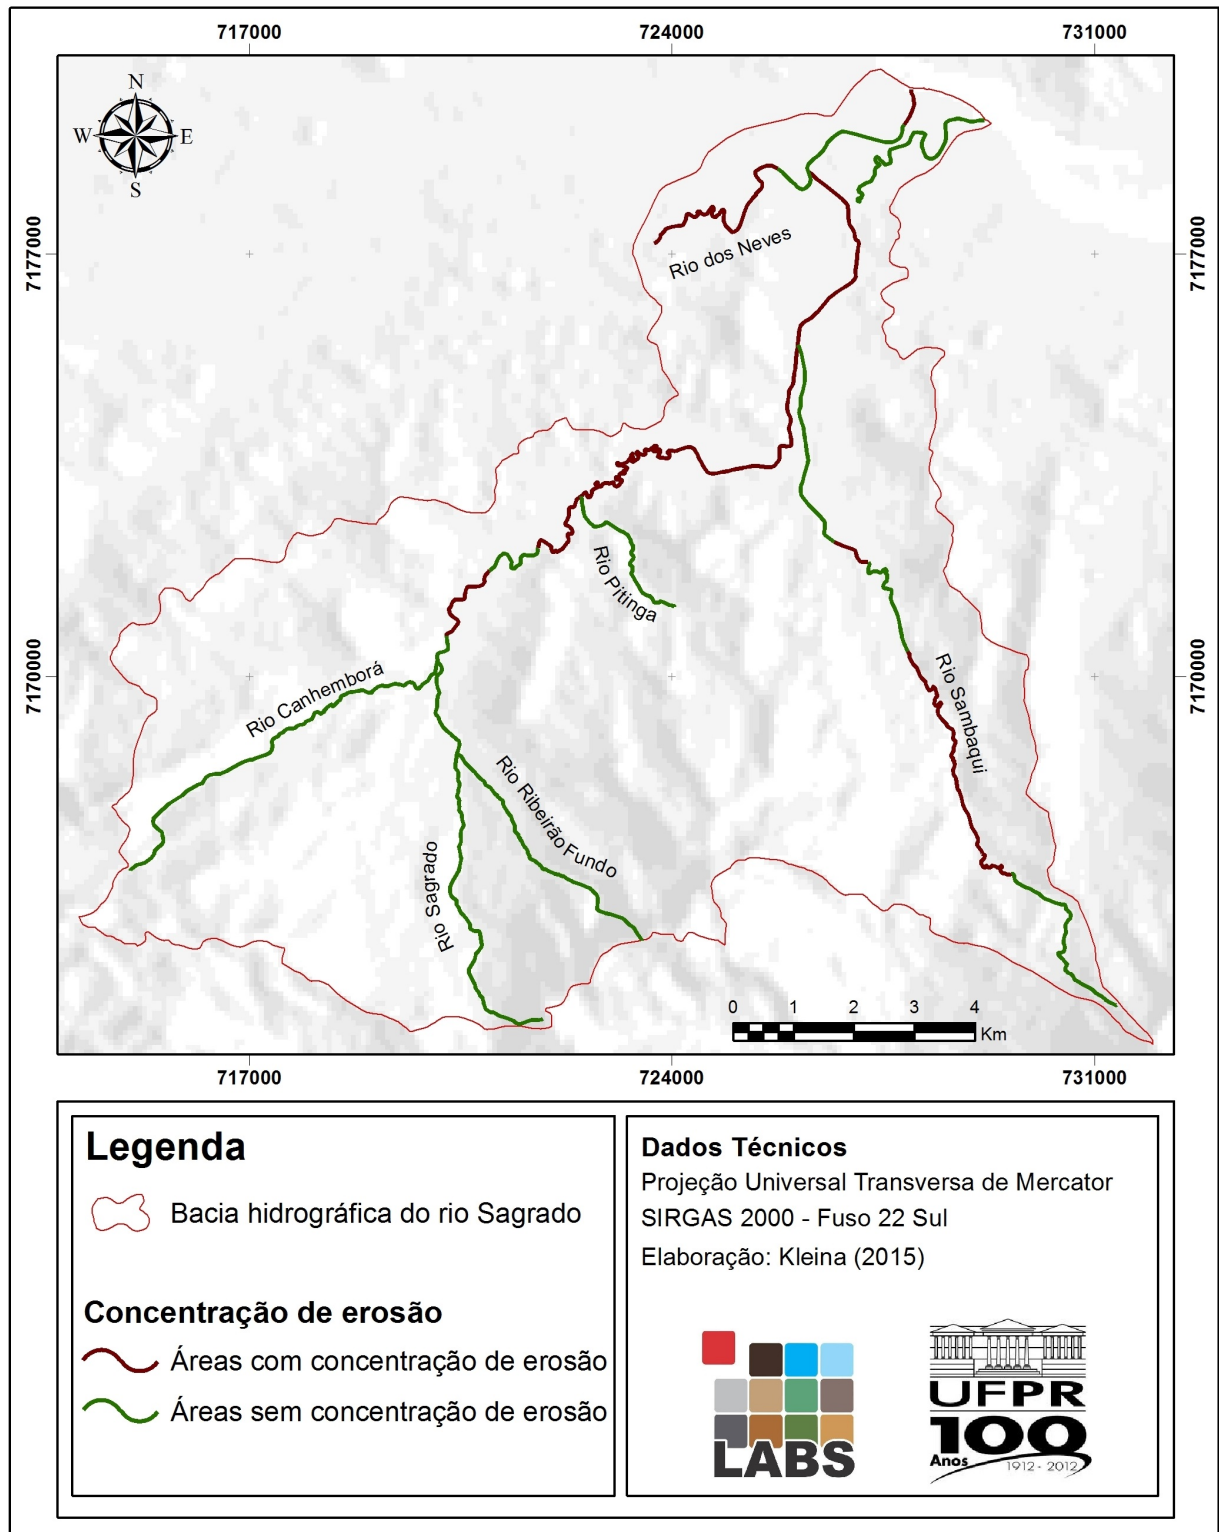 717000 724000 731000
N
W E
S
7177000 7177000
Rio dos Neves
Rio Pitinga
7170000 7170000
Rio Canhemborá
Rio Sambaqui
Rio Ribeirão Fundo
Rio Sagrado
0 1 2 3 4
Km
717000 724000 731000
Legenda
Bacia hidrográfica do rio Sagrado
Concentração de erosão
Áreas com concentração de erosão
Áreas sem concentração de erosão
Dados Técnicos
Projeção Universal Transversa de Mercator
SIRGAS 2000 - Fuso 22 Sul
Elaboração: Kleina (2015)
LABS
UFPR
100
Anos
1912 - 2012